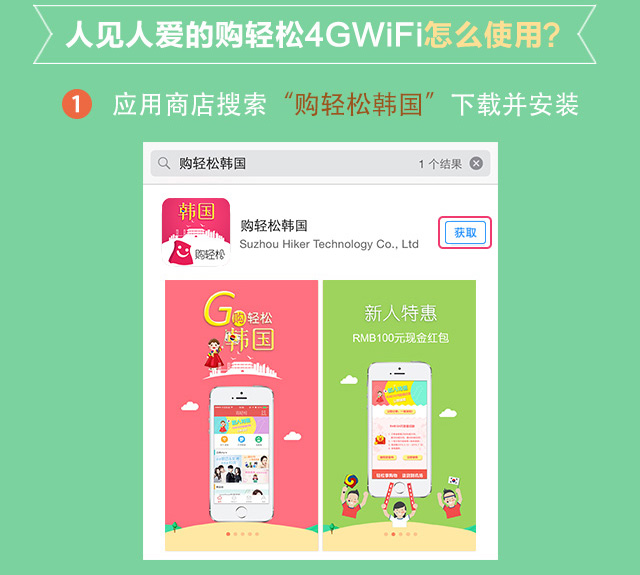 人见人爱的购轻松4GWiFi怎么使用?
1 应用商店搜索“购轻松韩国”下载并安装
购轻松韩国
1 个结果
韩国
购轻松
购轻松韩国
Suzhou Hiker Technology Co., Ltd
获取
G购轻松
韩国
新人特惠
RMB100元现金红包